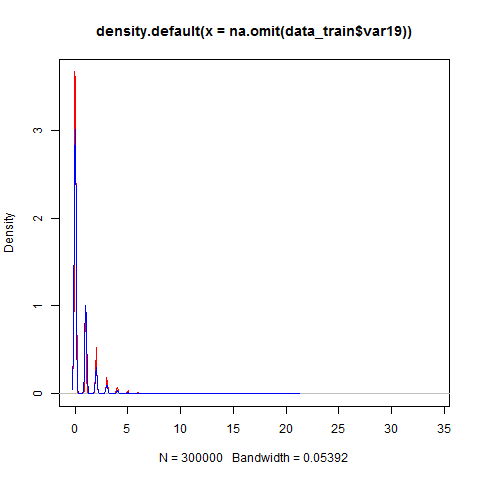 density.default(x = na.omit(data_train$var19))
Density
3
2
1
0
0 5 10 15 20 25 30 35
N = 300000 Bandwidth = 0.05392